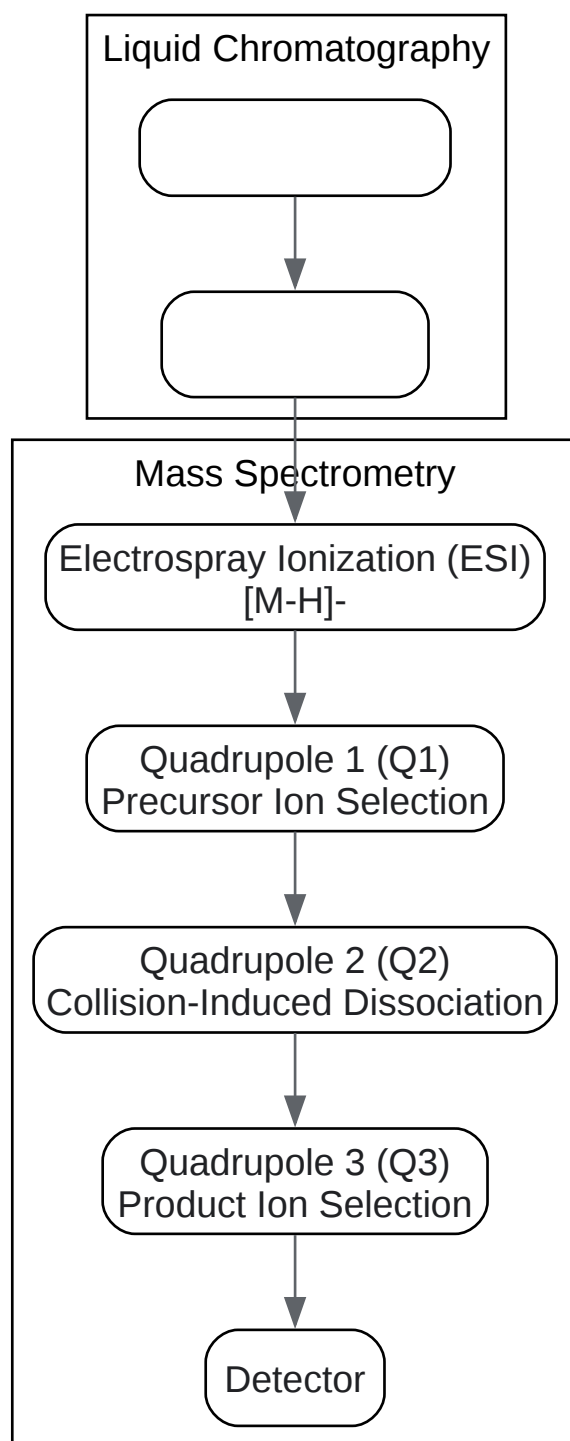 Liquid Chromatography
Mass Spectrometry
Electrospray Ionization (ESI)
[M-H]-
Quadrupole 1 (Q1)
Precursor Ion Selection
Quadrupole 2 (Q2)
Collision-Induced Dissociation
Quadrupole 3 (Q3)
Product Ion Selection
Detector